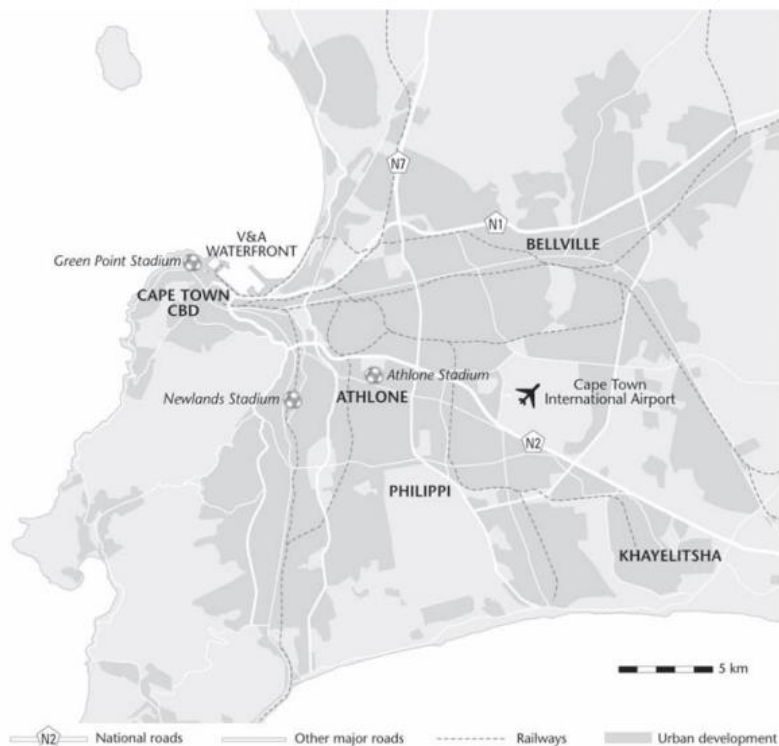 N7
N1
V&A
WATERFRONT
BELLVILLE
Green Point Stadium
CAPE TOWN
CBD
Athlone Stadium
Cape Town
International Airport
Newlands Stadium
ATHLONE
N2
PHILIPPI
KHAYELITSHA
5 km
N2 National roads Other major roads Railways Urban development